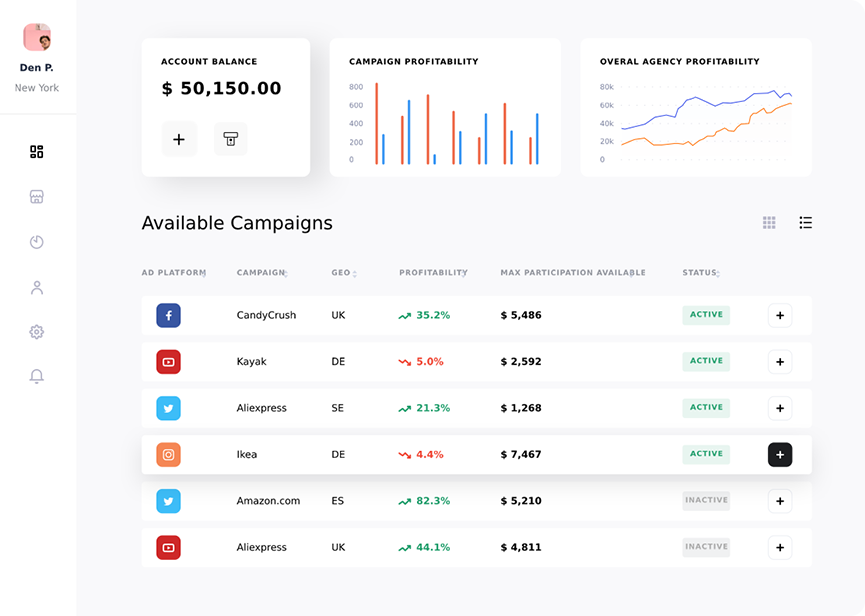 Den P.
New York
ACCOUNT BALANCE
$ 50,150.00
CAMPAIGN PROFITABILITY
800
600
400
200
0
OVERAL AGENCY PROFITABILITY
80k
60k
40k
20k
0
Available Campaigns
AD PLATFORM CAMPAIGN GEO PROFITABILITY MAX PARTICIPATION AVAILABLE STATUS
CandyCrush UK 35.2% $ 5,486 ACTIVE +
Kayak DE 5.0% $ 2,592 ACTIVE +
Aliexpress SE 21.3% $ 1,268 ACTIVE +
Ikea DE 4.4% $ 7,467 ACTIVE +
Amazon.com ES 82.3% $ 5,210 INACTIVE +
Aliexpress UK 44.1% $ 4,811 INACTIVE +